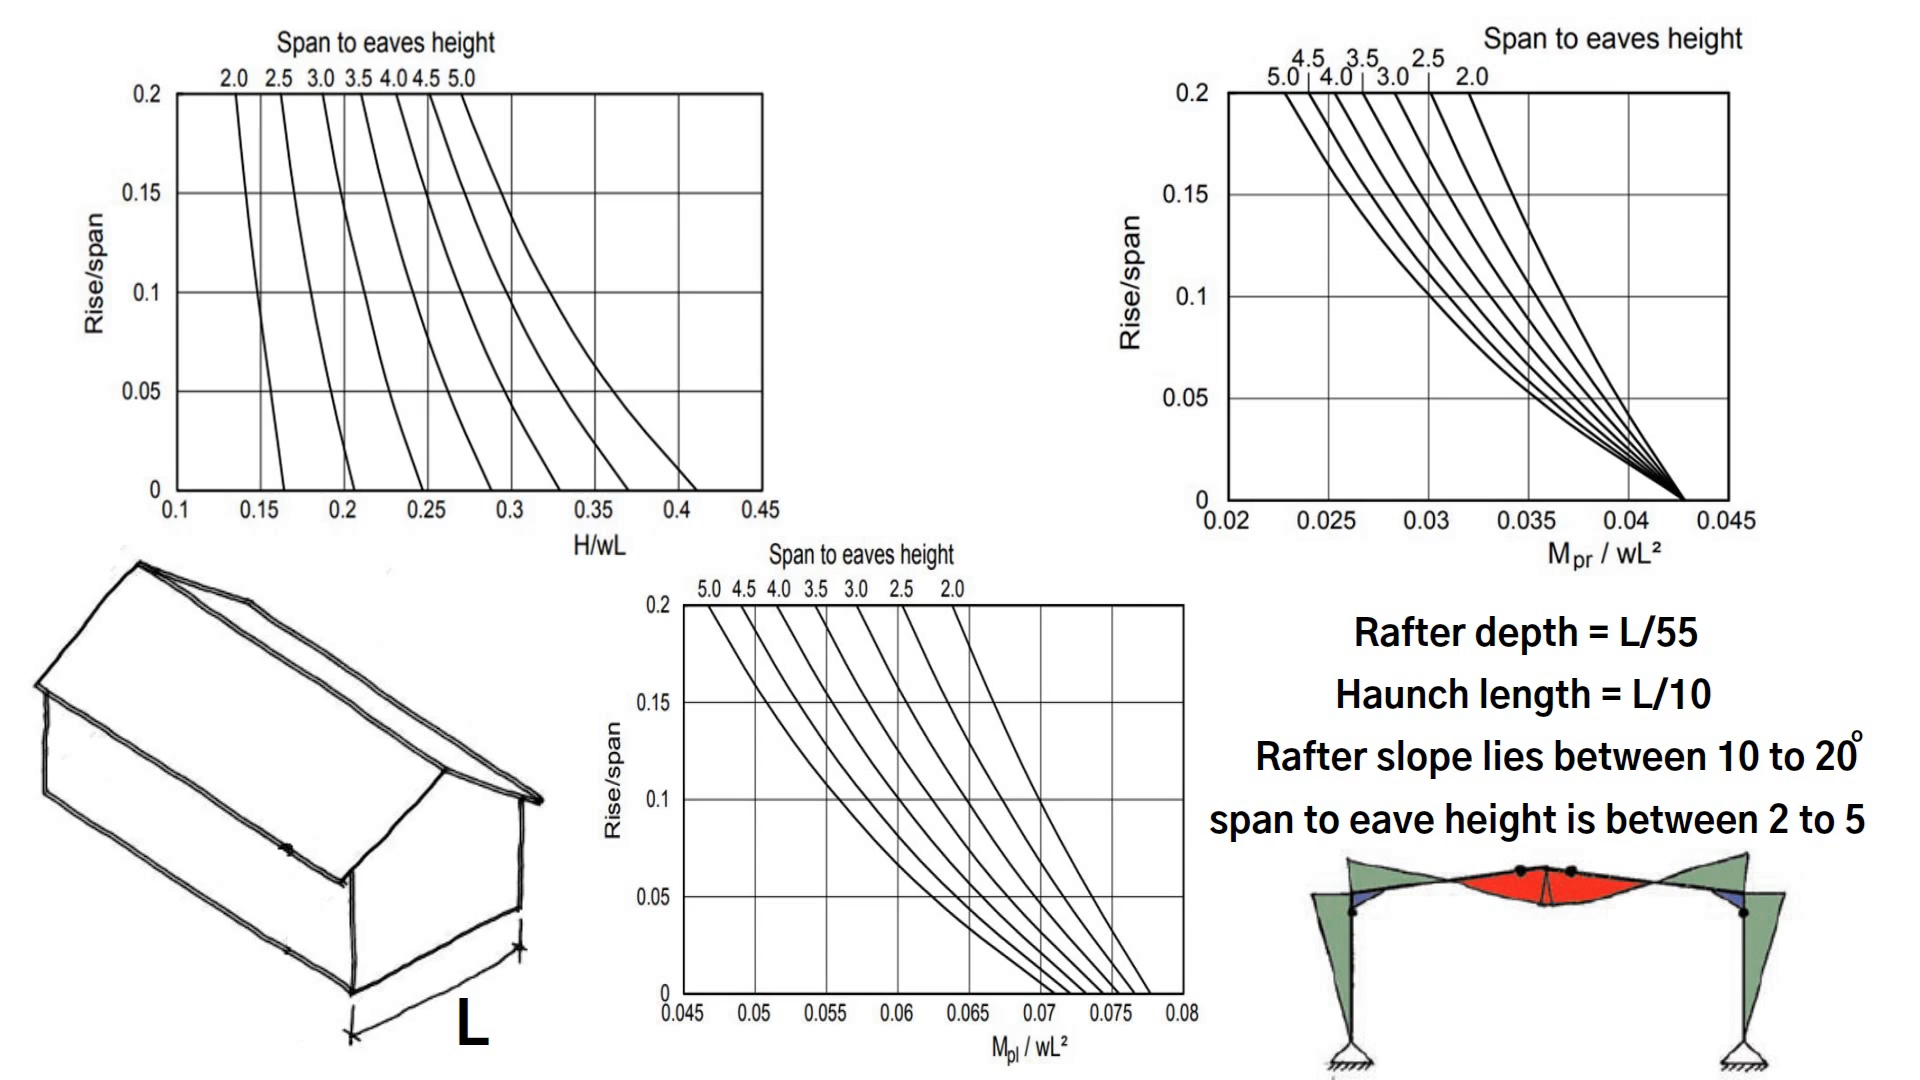 Span to eaves height
2.0 2.5 3.0 3.5 4.0 4.5 5.0
0.2
0.15
0.1
0.05
0
Rise/span
0.1 0.15 0.2 0.25 0.3 0.35 0.4 0.45
H/wL
Span to eaves height
4.5 3.5 2.5
5.0 4.0 3.0 2.0
0.2
0.15
0.1
0.05
0
Rise/span
0.02 0.025 0.03 0.035 0.04 0.045
Mpr / wL²
Span to eaves height
5.0 4.5 4.0 3.5 3.0 2.5 2.0
0.2
0.15
0.1
0.05
0
Rise/span
0.045 0.05 0.055 0.06 0.065 0.07 0.075 0.08
Mpl / wL²
L
Rafter depth = L/55
Haunch length = L/10
Rafter slope lies between 10 to 20°
span to eave height is between 2 to 5